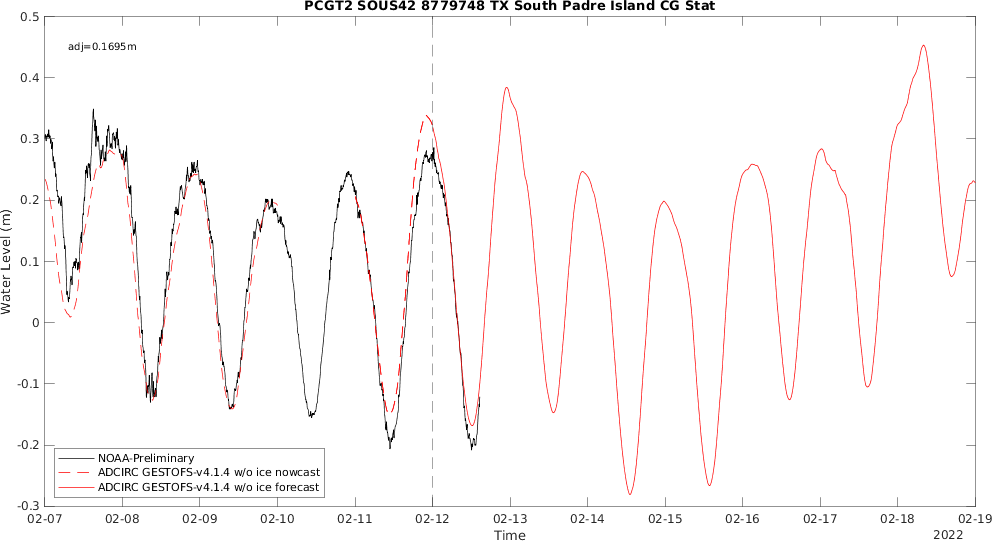 PCGT2 SOUS42 8779748 TX South Padre Island CG Stat
adj=0.1695m
0.5
0.4
0.3
0.2
0.1
0
-0.1
-0.2
-0.3
Water Level (m)
NOAA-Preliminary
ADCIRC GESTOFS-v4.1.4 w/o ice nowcast
ADCIRC GESTOFS-v4.1.4 w/o ice forecast
02-07 02-08 02-09 02-10 02-11 02-12 02-13 02-14 02-15 02-16 02-17 02-18 02-19
Time
2022